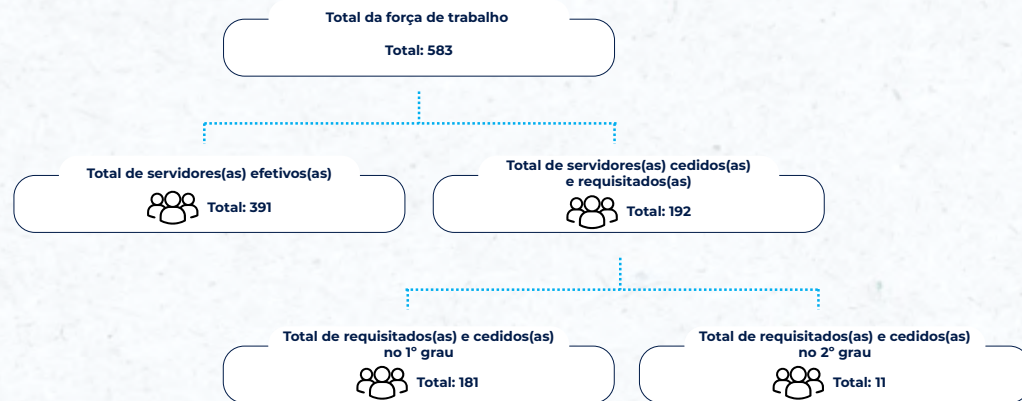 Total da força de trabalho
Total: 583
Total de servidores(as) efetivos(as)
Total: 391
Total de servidores(as) cedidos(as)
e requisitados(as)
Total: 192
Total de requisitados(as) e cedidos(as)
no 1º grau
Total: 181
Total de requisitados(as) e cedidos(as)
no 2º grau
Total: 11